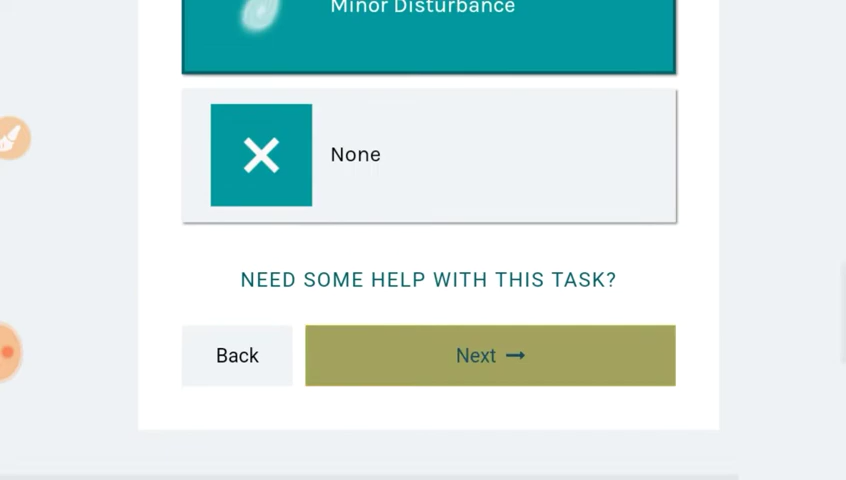 Minor Disturbance
None
NEED SOME HELP WITH THIS TASK?
Back
Next →